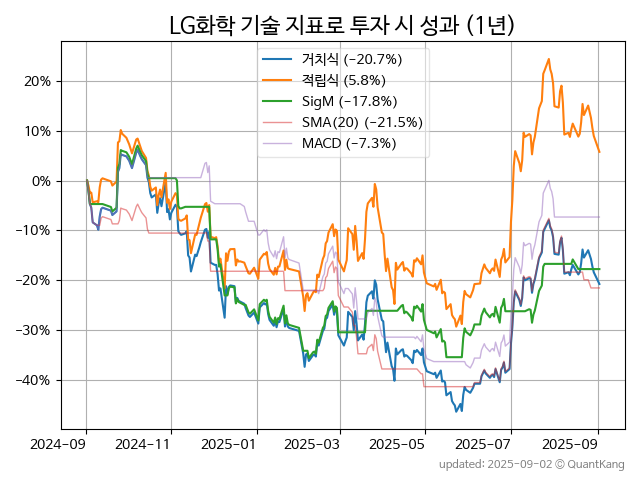 LG화학 기술 지표로 투자 시 성과 (1년)
거치식 (−20.7%)
적립식 (5.8%)
SigM (−17.8%)
SMA(20) (−21.5%)
MACD (−7.3%)
20%
10%
0%
−10%
−20%
−30%
−40%
2024−09 2024−11 2025−01 2025−03 2025−05 2025−07 2025−09
updated: 2025−09−02 © QuantKang